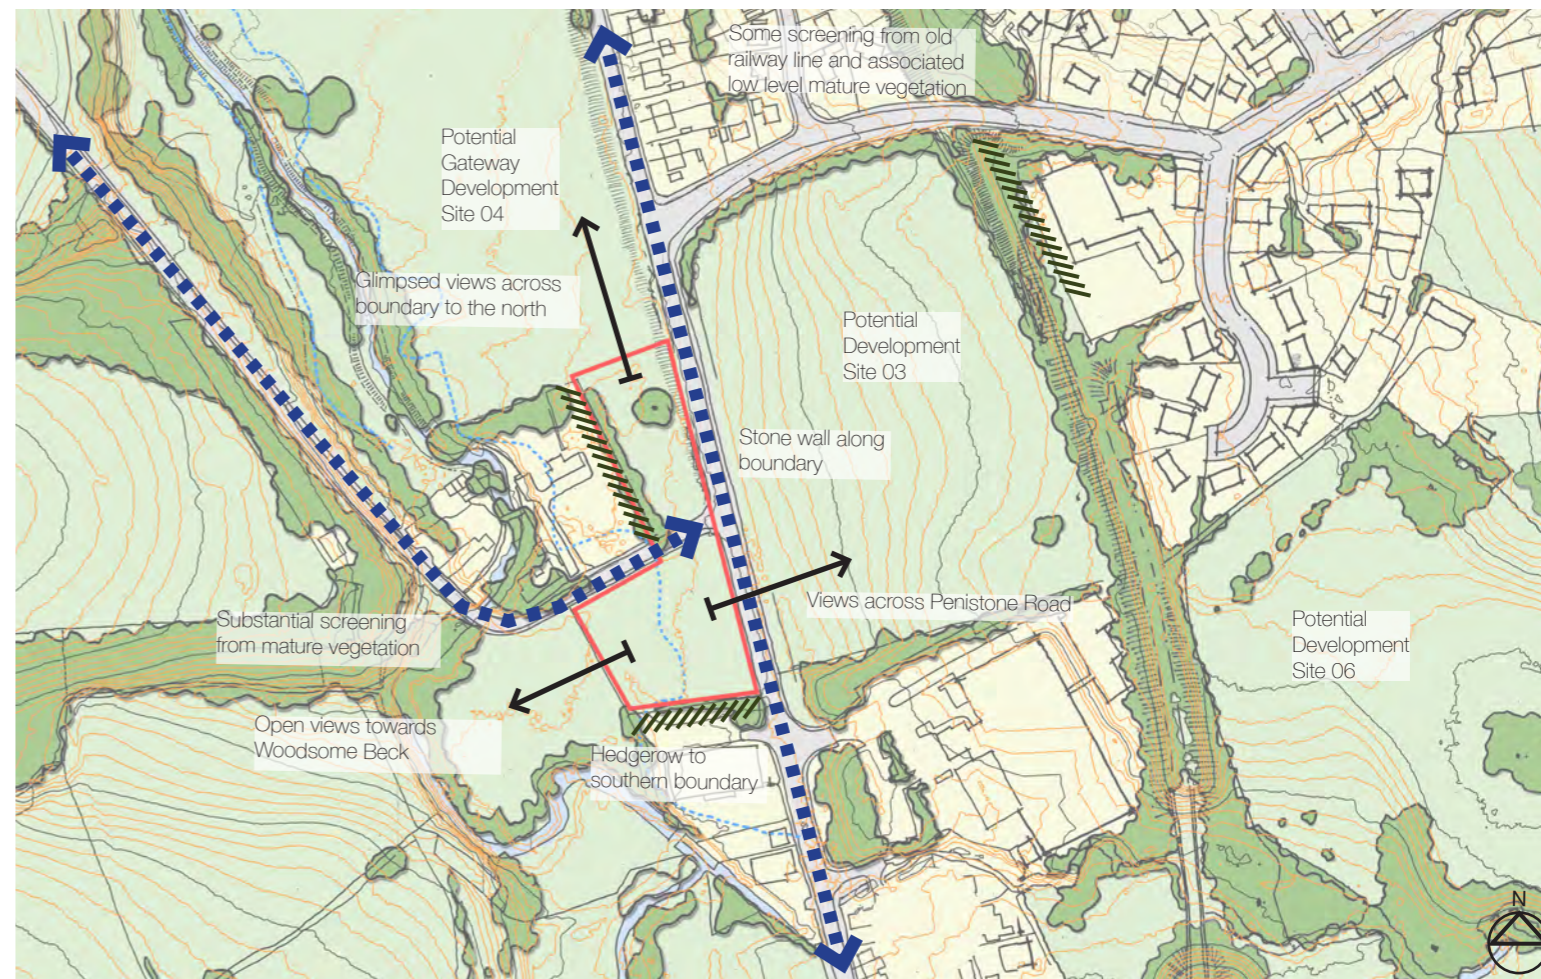 Some screening from old
railway line and associated
low level mature vegetation
Potential
Gateway
Development
Site 04
Glimpsed views across
boundary to the north
Potential
Development
Site 03
Stone wall along
boundary
Views across Penistone Road
Substantial screening
from mature vegetation
Potential
Development
Site 06
Open views towards
Woodsome Beck
Hedgerow to
southern boundary
N